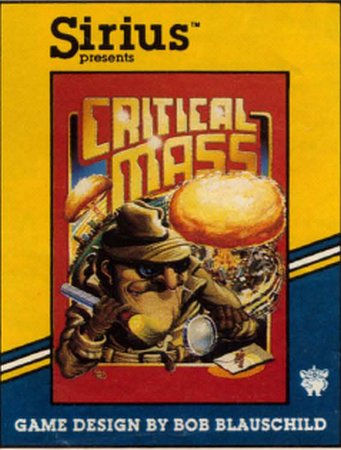 Sirius™
presents
CRITICAL
MASS
GAME DESIGN BY BOB BLAUSCHILD